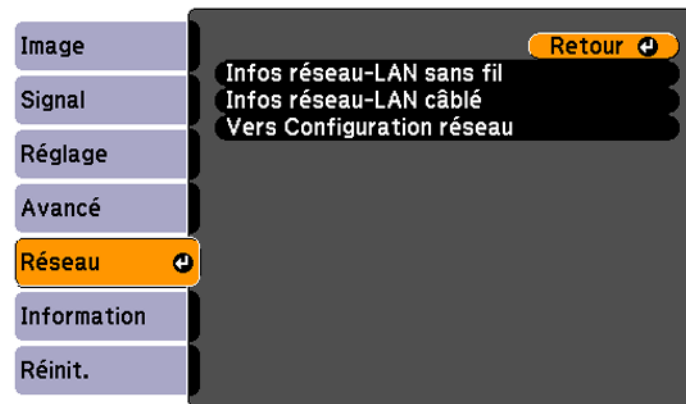 Image
Signal
Réglage
Avancé
Réseau
Information
Réinit.
Retour
Infos réseau-LAN sans fil
Infos réseau-LAN câblé
Vers Configuration réseau